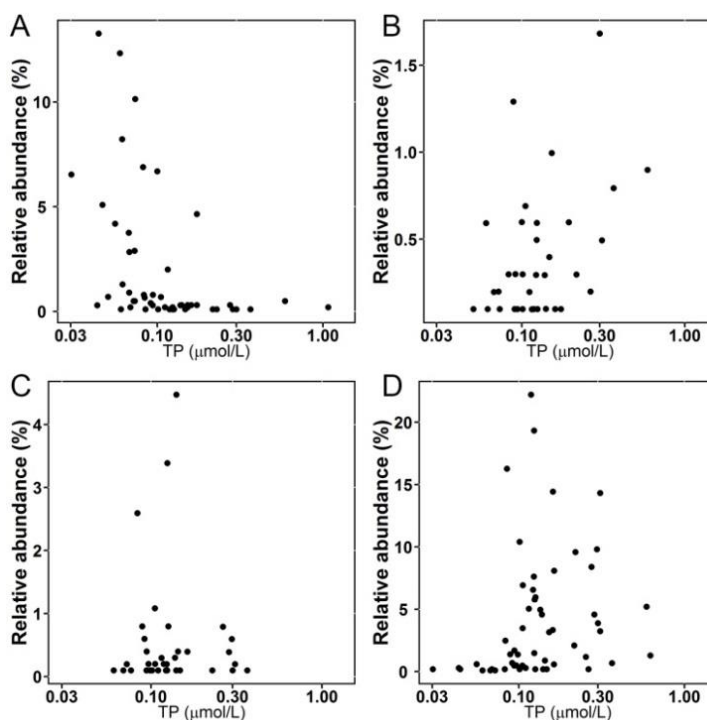 A
Relative abundance (%)
10
5
0
0.03 0.10 0.30 1.00
TP (μmol/L)
B
Relative abundance (%)
1.5
1.0
0.5
0.03 0.10 0.30 1.00
TP (μmol/L)
C
Relative abundance (%)
4
3
2
1
0
0.03 0.10 0.30 1.00
TP (μmol/L)
D
Relative abundance (%)
20
15
10
5
0
0.03 0.10 0.30 1.00
TP (μmol/L)